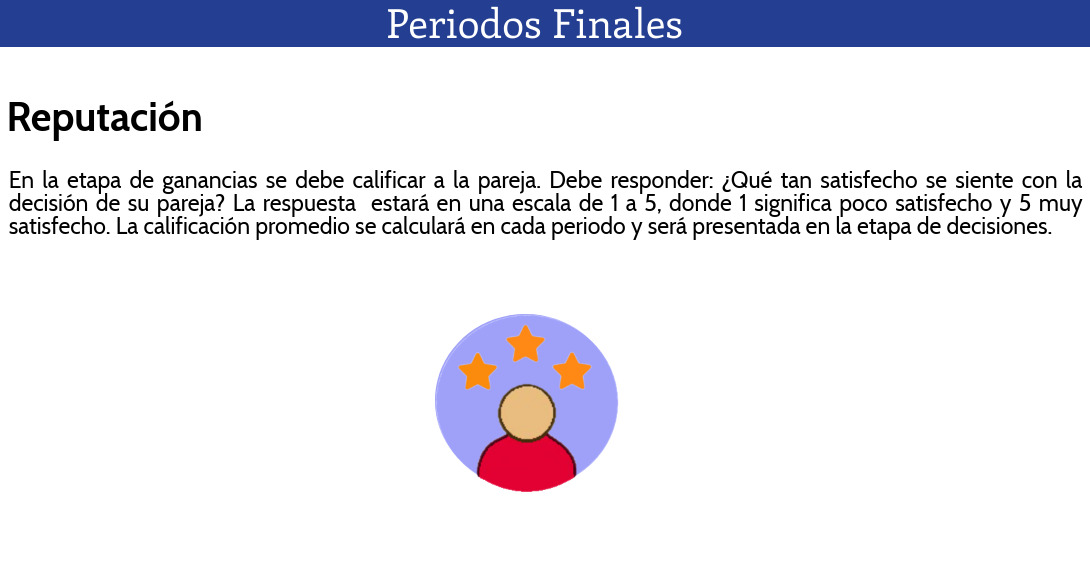 Periodos Finales
Reputación
En la etapa de ganancias se debe calificar a la pareja. Debe responder: ¿Qué tan satisfecho se siente con la
decisión de su pareja? La respuesta  estará en una escala de 1 a 5, donde 1 significa poco satisfecho y 5 muy
satisfecho. La calificación promedio se calculará en cada periodo y será presentada en la etapa de decisiones.